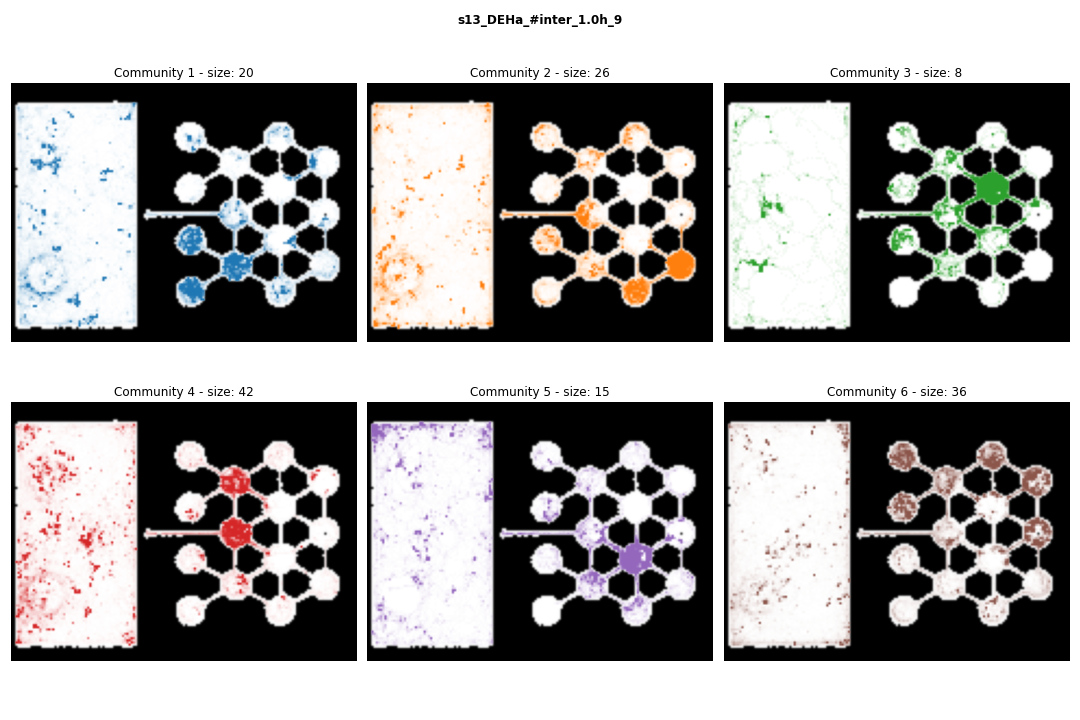 s13_DEHa_#inter_1.0h_9
Community 1 - size: 20
Community 2 - size: 26
Community 3 - size: 8
Community 4 - size: 42
Community 5 - size: 15
Community 6 - size: 36